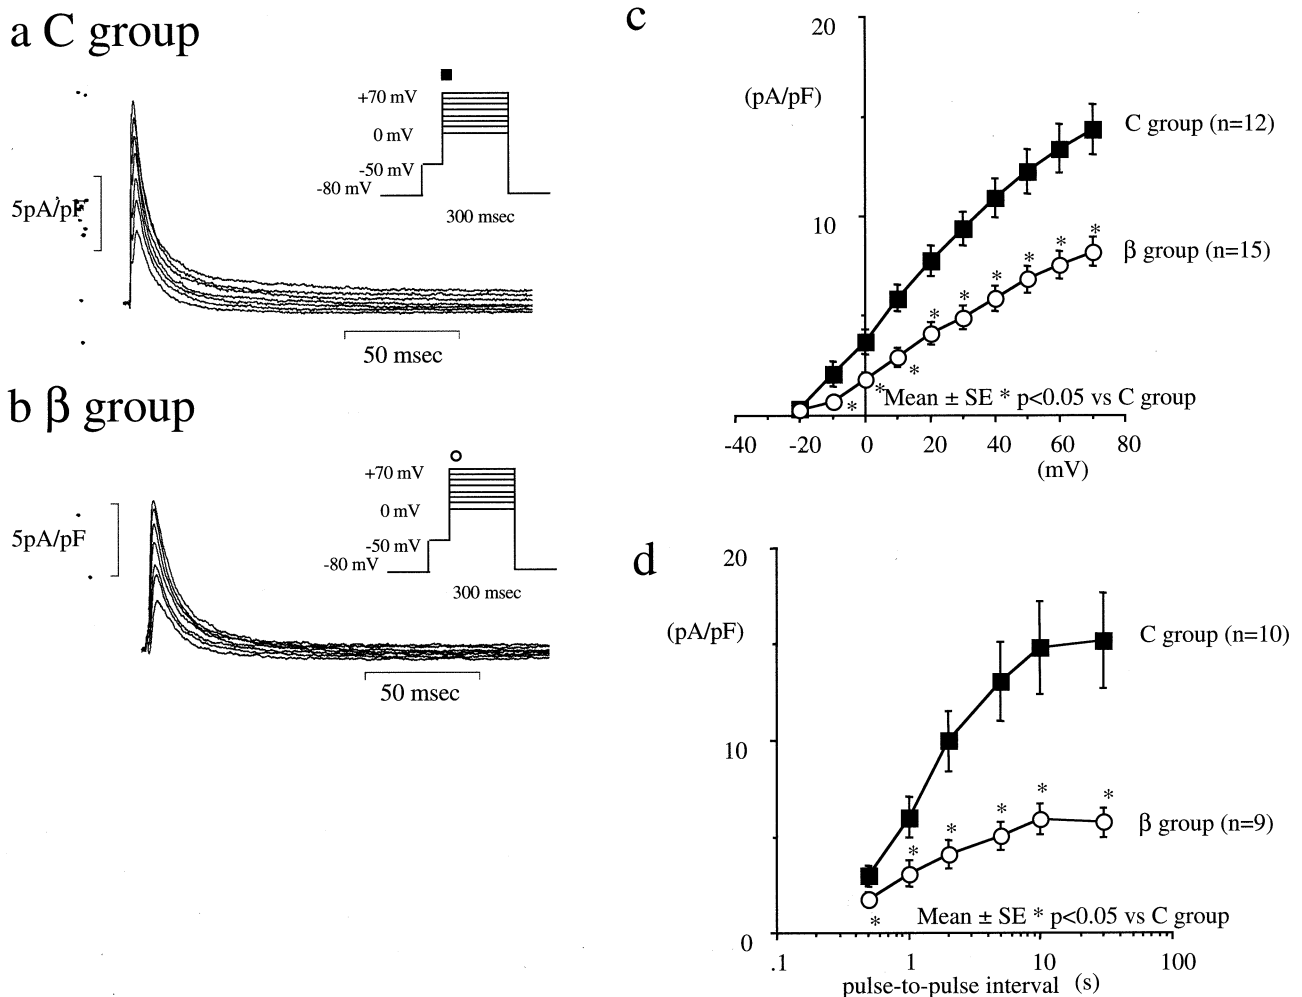 a C group
+70 mV
0 mV
-50 mV
-80 mV
300 msec
5pA/pF
50 msec
b β group
+70 mV
0 mV
-50 mV
-80 mV
300 msec
5pA/pF
50 msec
c
20
(pA/pF)
10
C group (n=12)
β group (n=15)
* * * * * * * * * *
Mean ± SE * p<0.05 vs C group
-40 -20 0 20 40 60 80
(mV)
d
20
(pA/pF)
10
0
C group (n=10)
β group (n=9)
* * * * * *
Mean ± SE * p<0.05 vs C group
.1 1 10 100
pulse-to-pulse interval (s)